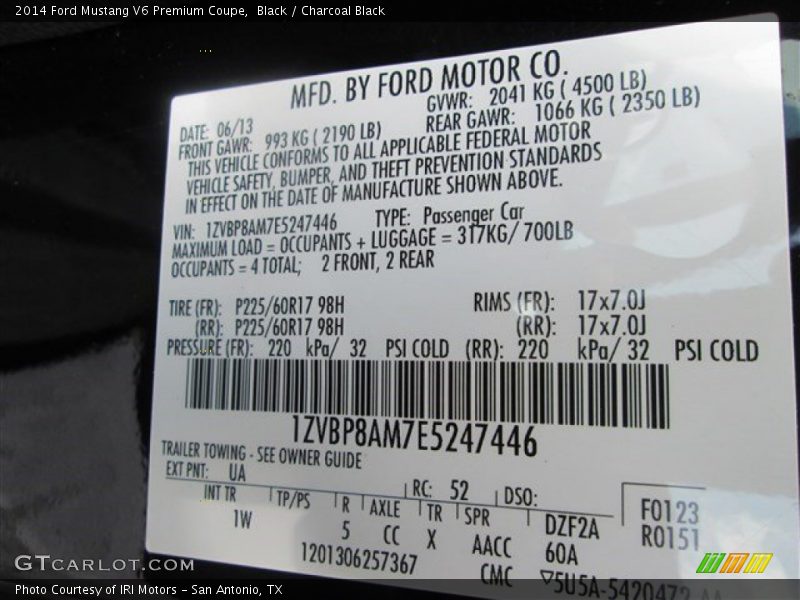 2014 Ford Mustang V6 Premium Coupe,  Black / Charcoal Black
MFD. BY FORD MOTOR CO.
DATE: 06/13 GVWR: 2041 KG ( 4500 LB)
FRONT GAWR: 993 KG ( 2190 LB) REAR GAWR: 1066 KG ( 2350 LB)
THIS VEHICLE CONFORMS TO ALL APPLICABLE FEDERAL MOTOR
VEHICLE SAFETY, BUMPER, AND THEFT PREVENTION STANDARDS
IN EFFECT ON THE DATE OF MANUFACTURE SHOWN ABOVE.
VIN: 1ZVBP8AM7E5247446 TYPE: Passenger Car
MAXIMUM LOAD = OCCUPANTS + LUGGAGE = 317KG/ 700LB
OCCUPANTS = 4 TOTAL; 2 FRONT, 2 REAR
TIRE (FR): P225/60R17 98H RIMS (FR): 17x7.0J
(RR): P225/60R17 98H (RR): 17x7.0J
PRESSURE (FR): 220 kPa/ 32 PSI COLD (RR): 220 kPa/ 32 PSI COLD
1ZVBP8AM7E5247446
TRAILER TOWING - SEE OWNER GUIDE
EXT PNT: UA RC: 52 DSO: F0123
INT TR TP/PS R AXLE TR SPR DZF2A R0151
1W 5 CC X AACC 60A
1201306257367 CMC ▽5U5A-5420472-AA
GTCARLOT.COM
Photo Courtesy of IRI Motors – San Antonio, TX